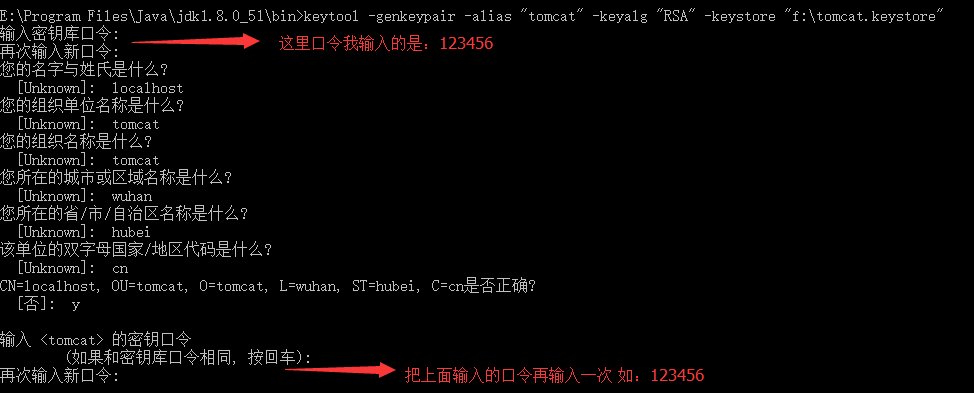 E:\Program Files\Java\jdk1.8.0_51\bin>keytool -genkeypair -alias "tomcat" -keyalg "RSA" -keystore "f:\tomcat.keystore"
输入密钥库口令:
这里口令我输入的是：123456
再次输入新口令:
您的名字与姓氏是什么?
[Unknown]: localhost
您的组织单位名称是什么?
[Unknown]: tomcat
您的组织名称是什么?
[Unknown]: tomcat
您所在的城市或区域名称是什么?
[Unknown]: wuhan
您所在的省/市/自治区名称是什么?
[Unknown]: hubei
该单位的双字母国家/地区代码是什么?
[Unknown]: cn
CN=localhost, OU=tomcat, O=tomcat, L=wuhan, ST=hubei, C=cn是否正确?
[否]: y
输入 <tomcat> 的密钥口令
(如果和密钥库口令相同, 按回车):
再次输入新口令:
把上面输入的口令再输入一次 如：123456